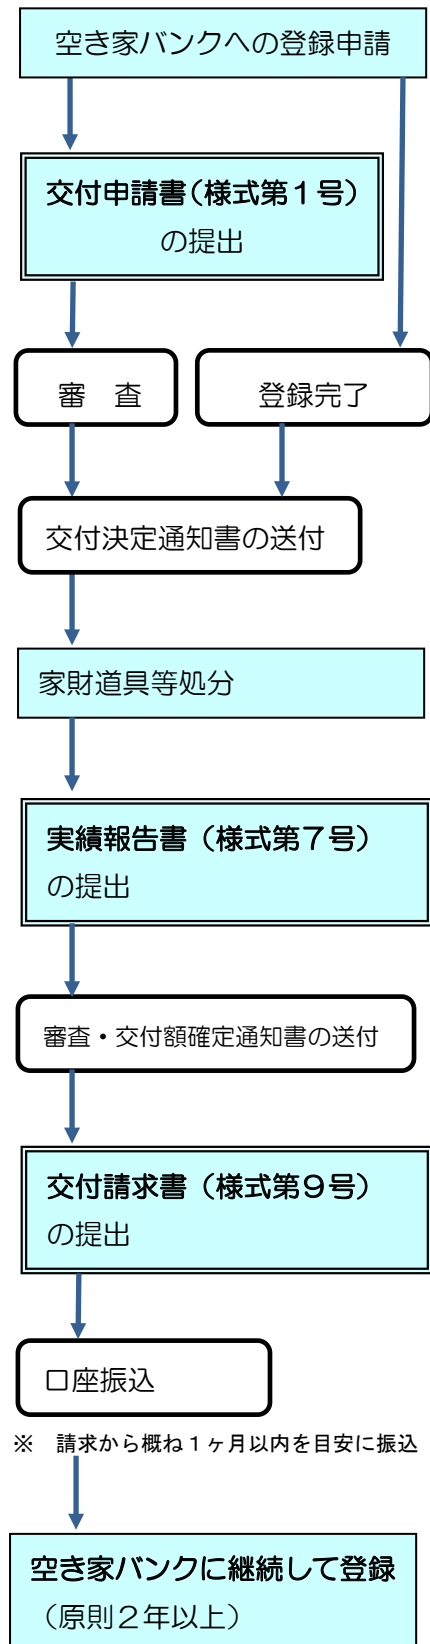 空き家バンクへの登録申請
交付申請書（様式第１号）
の提出
審　査
登録完了
交付決定通知書の送付
家財道具等処分
実績報告書（様式第７号）
の提出
審査・交付額確定通知書の送付
交付請求書（様式第９号）
の提出
口座振込
※　請求から概ね１ヶ月以内を目安に振込
空き家バンクに継続して登録
（原則２年以上）